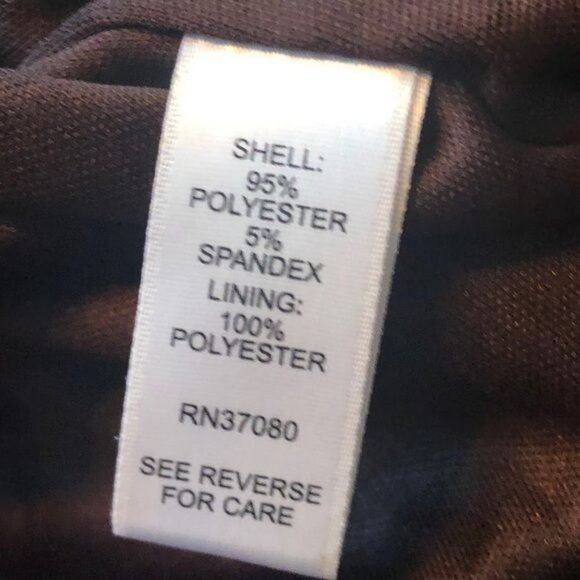 SHELL:
95%
POLYESTER
5%
SPANDEX
LINING:
100%
POLYESTER
RN37080
SEE REVERSE
FOR CARE